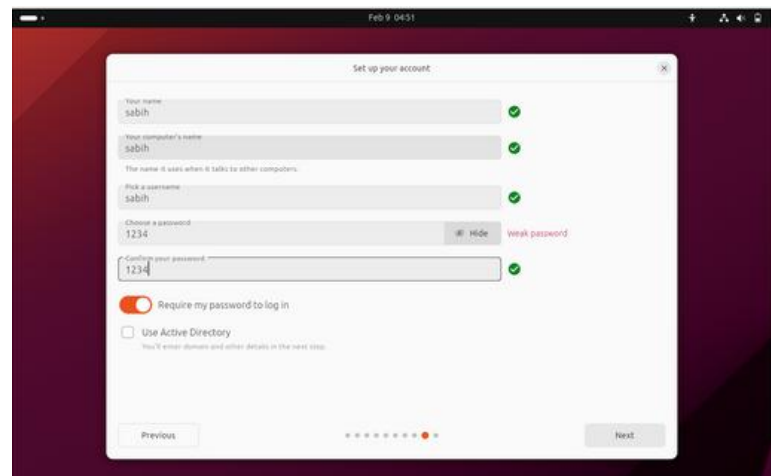 Feb 9 04:51
Set up your account
Your name
sabih
Your computer's name
sabih
The name it uses when it talks to other computers.
Pick a username
sabih
Choose a password
1234
Hide
Weak password
Confirm your password
1234
Require my password to log in
Use Active Directory
You'll enter domain and other details in the next step.
Previous
Next